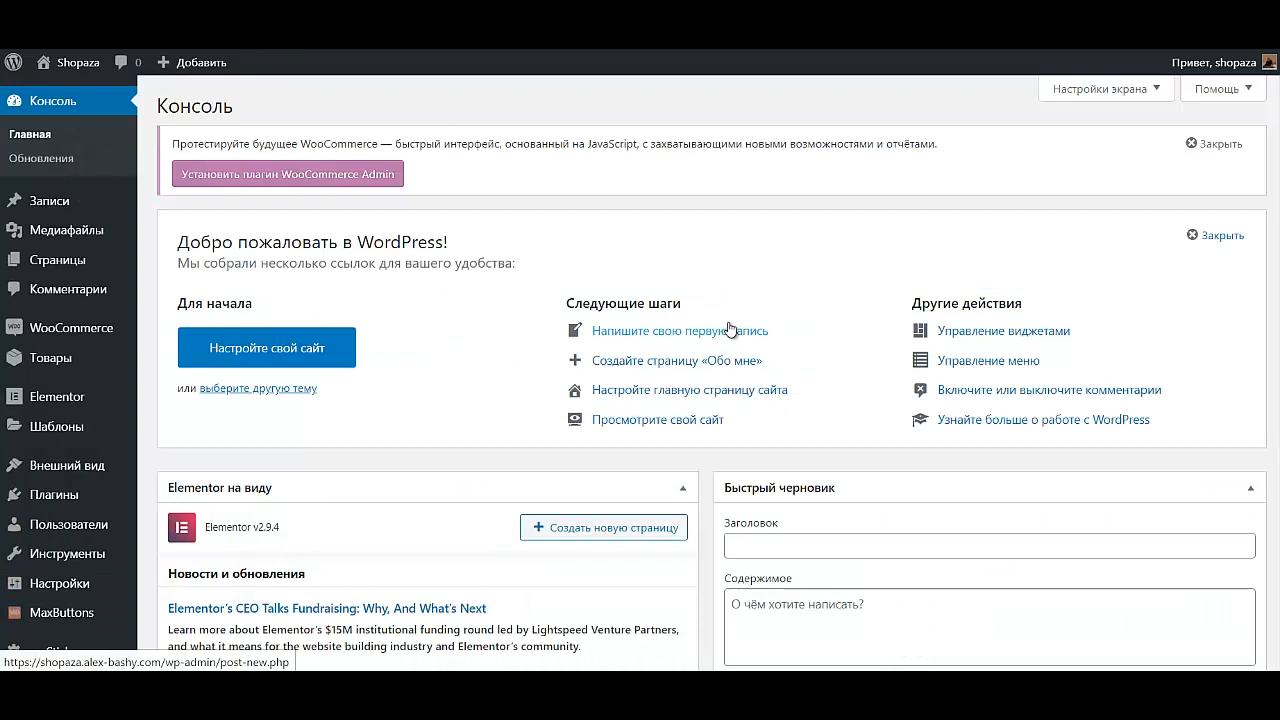 Shopaza 0 Добавить Привет, shopaza
Консоль
Главная
Обновления
Записи
Медиафайлы
Страницы
Комментарии
WooCommerce
Товары
Elementor
Шаблоны
Внешний вид
Плагины
Пользователи
Инструменты
Настройки
MaxButtons
Настройки экрана Помощь
Консоль
Протестируйте будущее WooCommerce — быстрый интерфейс, основанный на JavaScript, с захватывающими новыми возможностями и отчётами. Закрыть
Установить плагин WooCommerce Admin
Добро пожаловать в WordPress! Закрыть
Мы собрали несколько ссылок для вашего удобства:
Для начала
Настройте свой сайт
или выберите другую тему
Следующие шаги
Напишите свою первую запись
Создайте страницу «Обо мне»
Настройте главную страницу сайта
Просмотрите свой сайт
Другие действия
Управление виджетами
Управление меню
Включите или выключите комментарии
Узнайте больше о работе с WordPress
Elementor на виду
Elementor v2.9.4 Создать новую страницу
Новости и обновления
Elementor's CEO Talks Fundraising: Why, And What's Next
Learn more about Elementor's $15M institutional funding round led by Lightspeed Venture Partners,
and what it means for the website building industry and Elementor's community.
Быстрый черновик
Заголовок
Содержимое
О чём хотите написать?
https://shopaza.alex-bashy.com/wp-admin/post-new.php